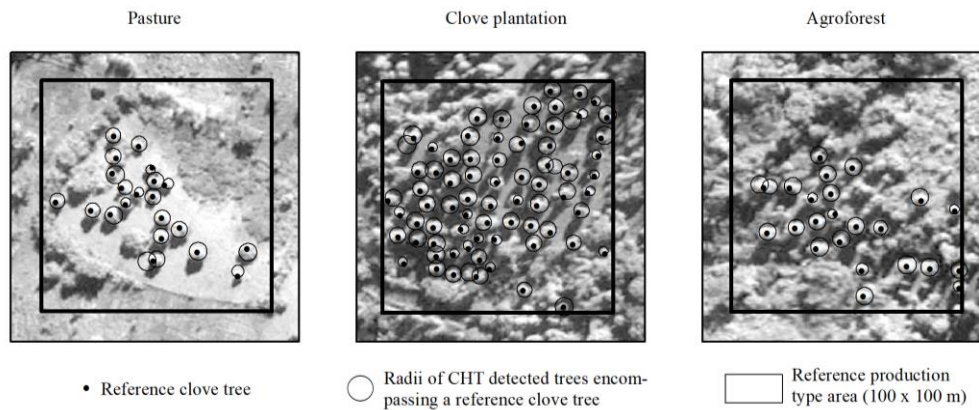 Pasture
Clove plantation
Agroforest
Reference clove tree
Radii of CHT detected trees encom-
passing a reference clove tree
Reference production
type area (100 x 100 m)